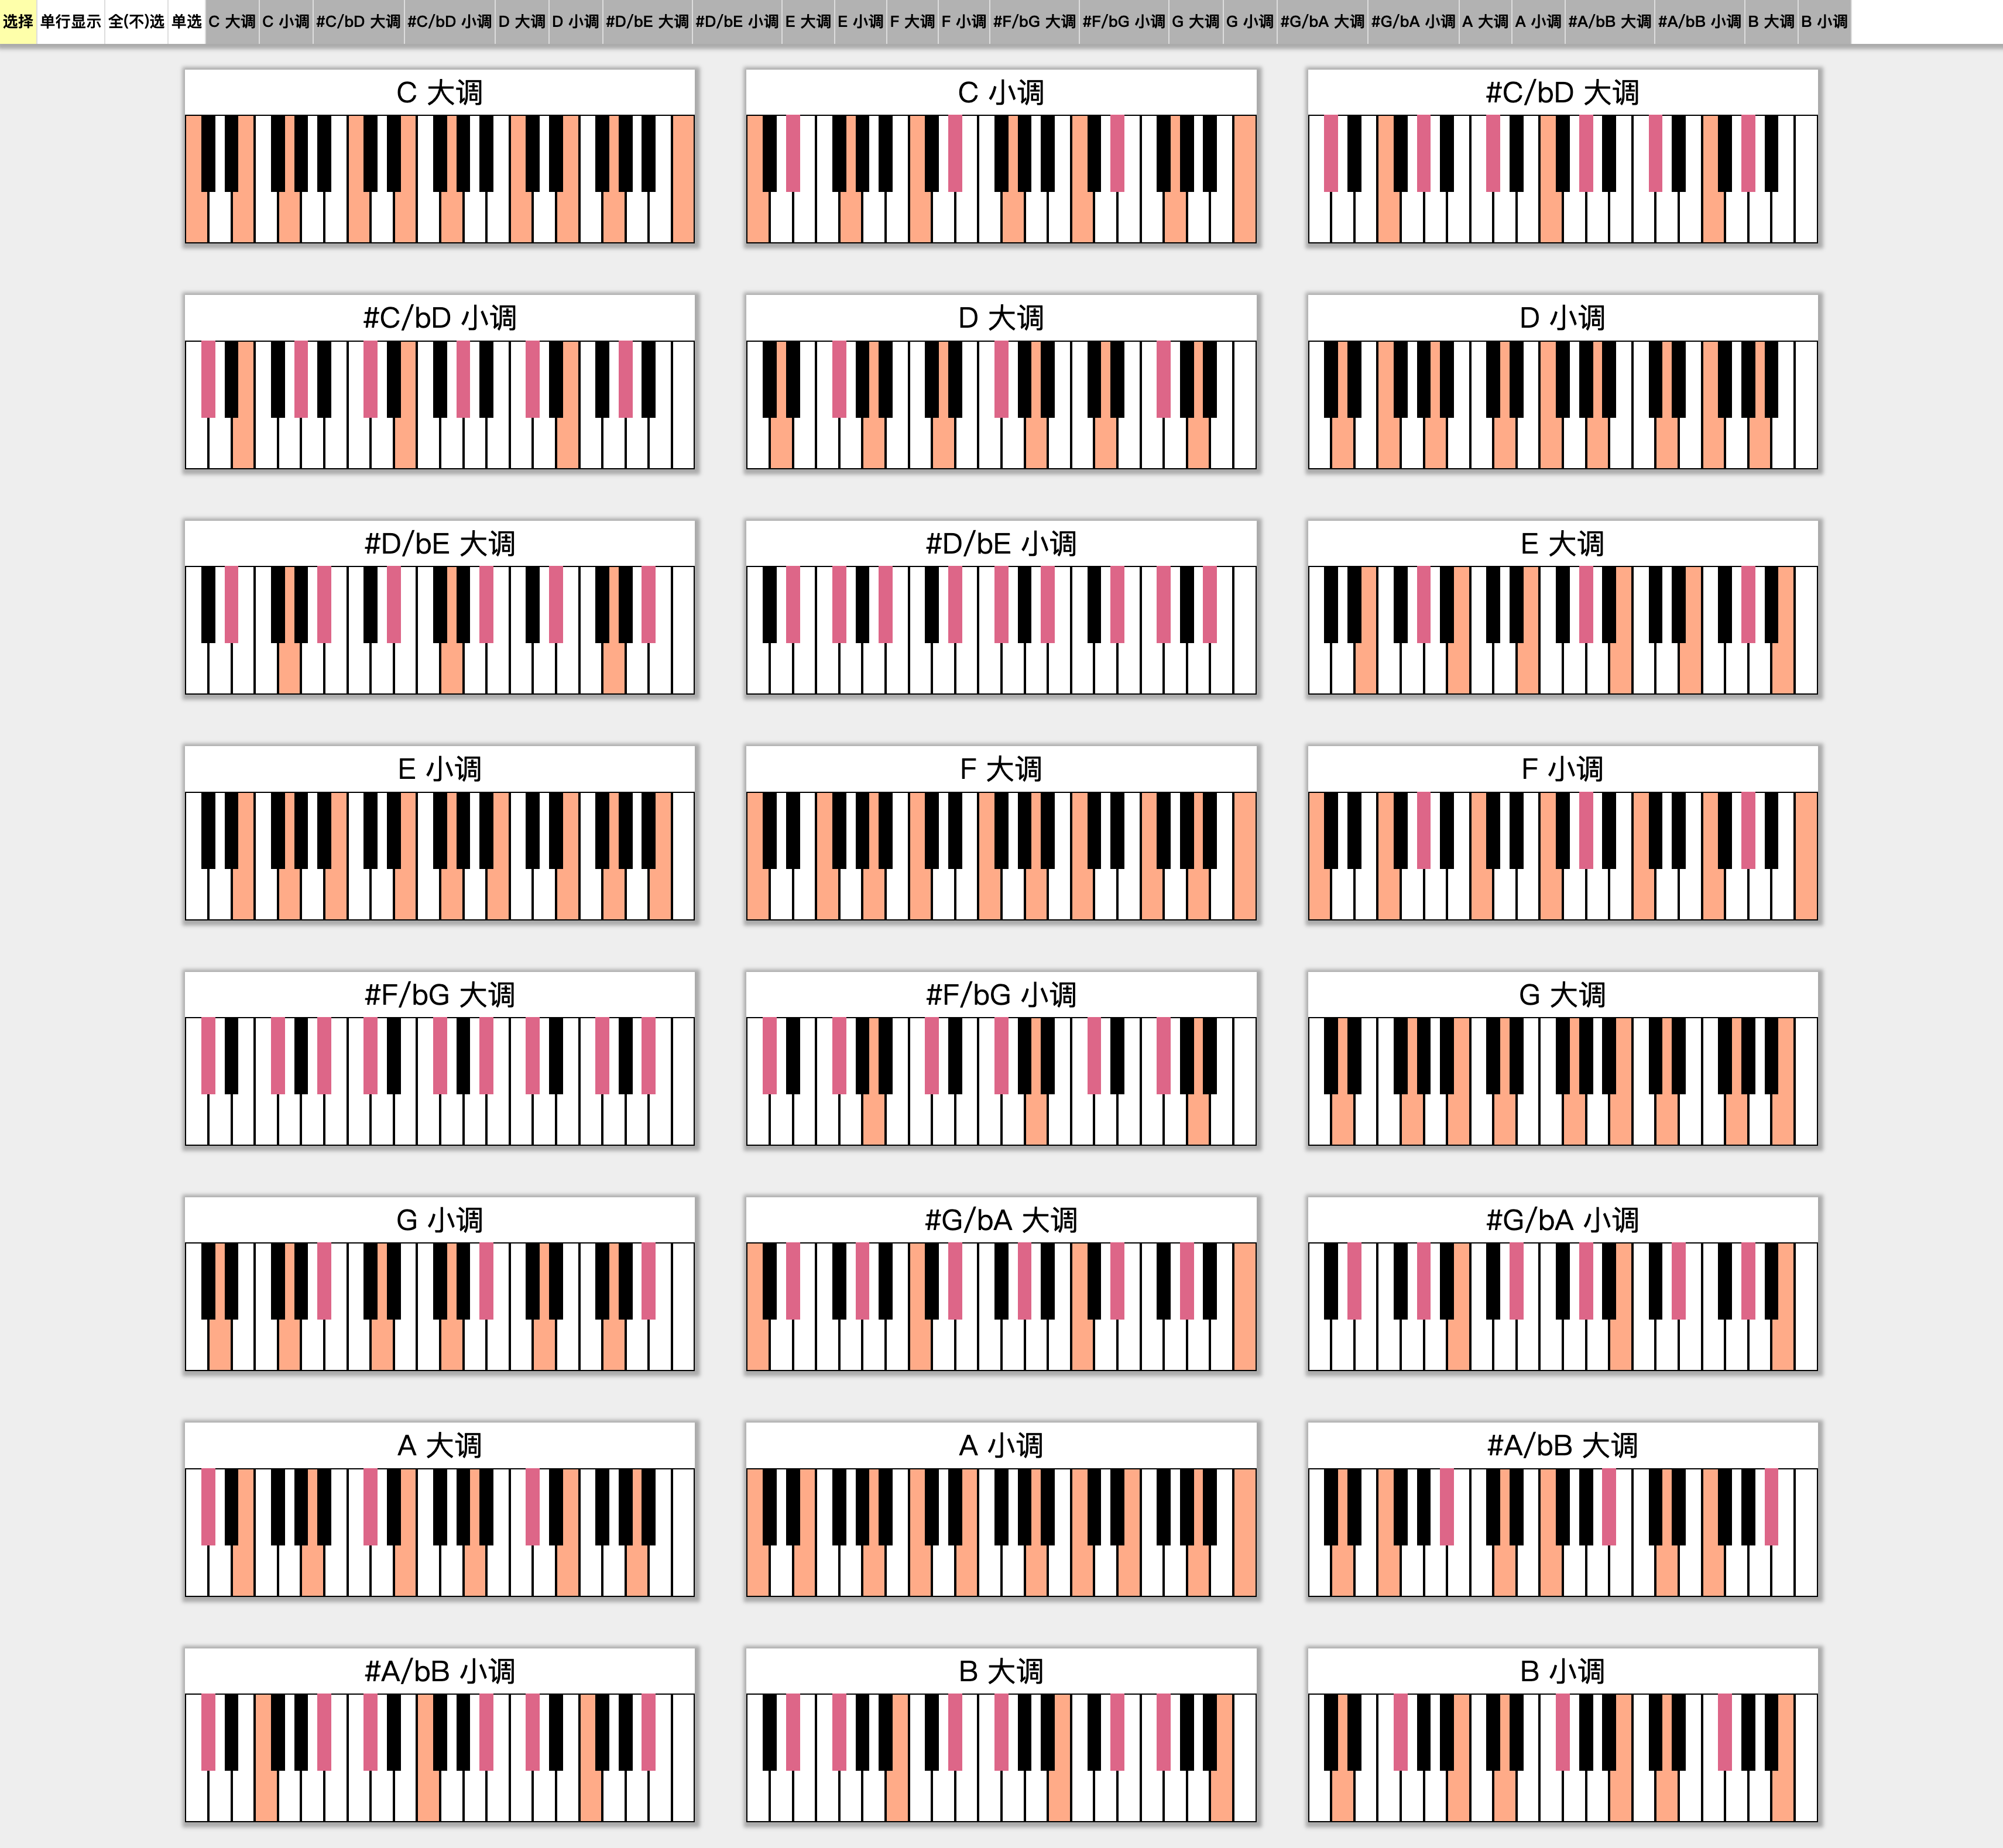 选择 单行显示 全(不)选 单选 C 大调 C 小调 #C/bD 大调 #C/bD 小调 D 大调 D 小调 #D/bE 大调 #D/bE 小调 E 大调 E 小调 F 大调 F 小调 #F/bG 大调 #F/bG 小调 G 大调 G 小调 #G/bA 大调 #G/bA 小调 A 大调 A 小调 #A/bB 大调 #A/bB 小调 B 大调 B 小调
C 大调 C 小调 #C/bD 大调
#C/bD 小调 D 大调 D 小调
#D/bE 大调 #D/bE 小调 E 大调
E 小调 F 大调 F 小调
#F/bG 大调 #F/bG 小调 G 大调
G 小调 #G/bA 大调 #G/bA 小调
A 大调 A 小调 #A/bB 大调
#A/bB 小调 B 大调 B 小调